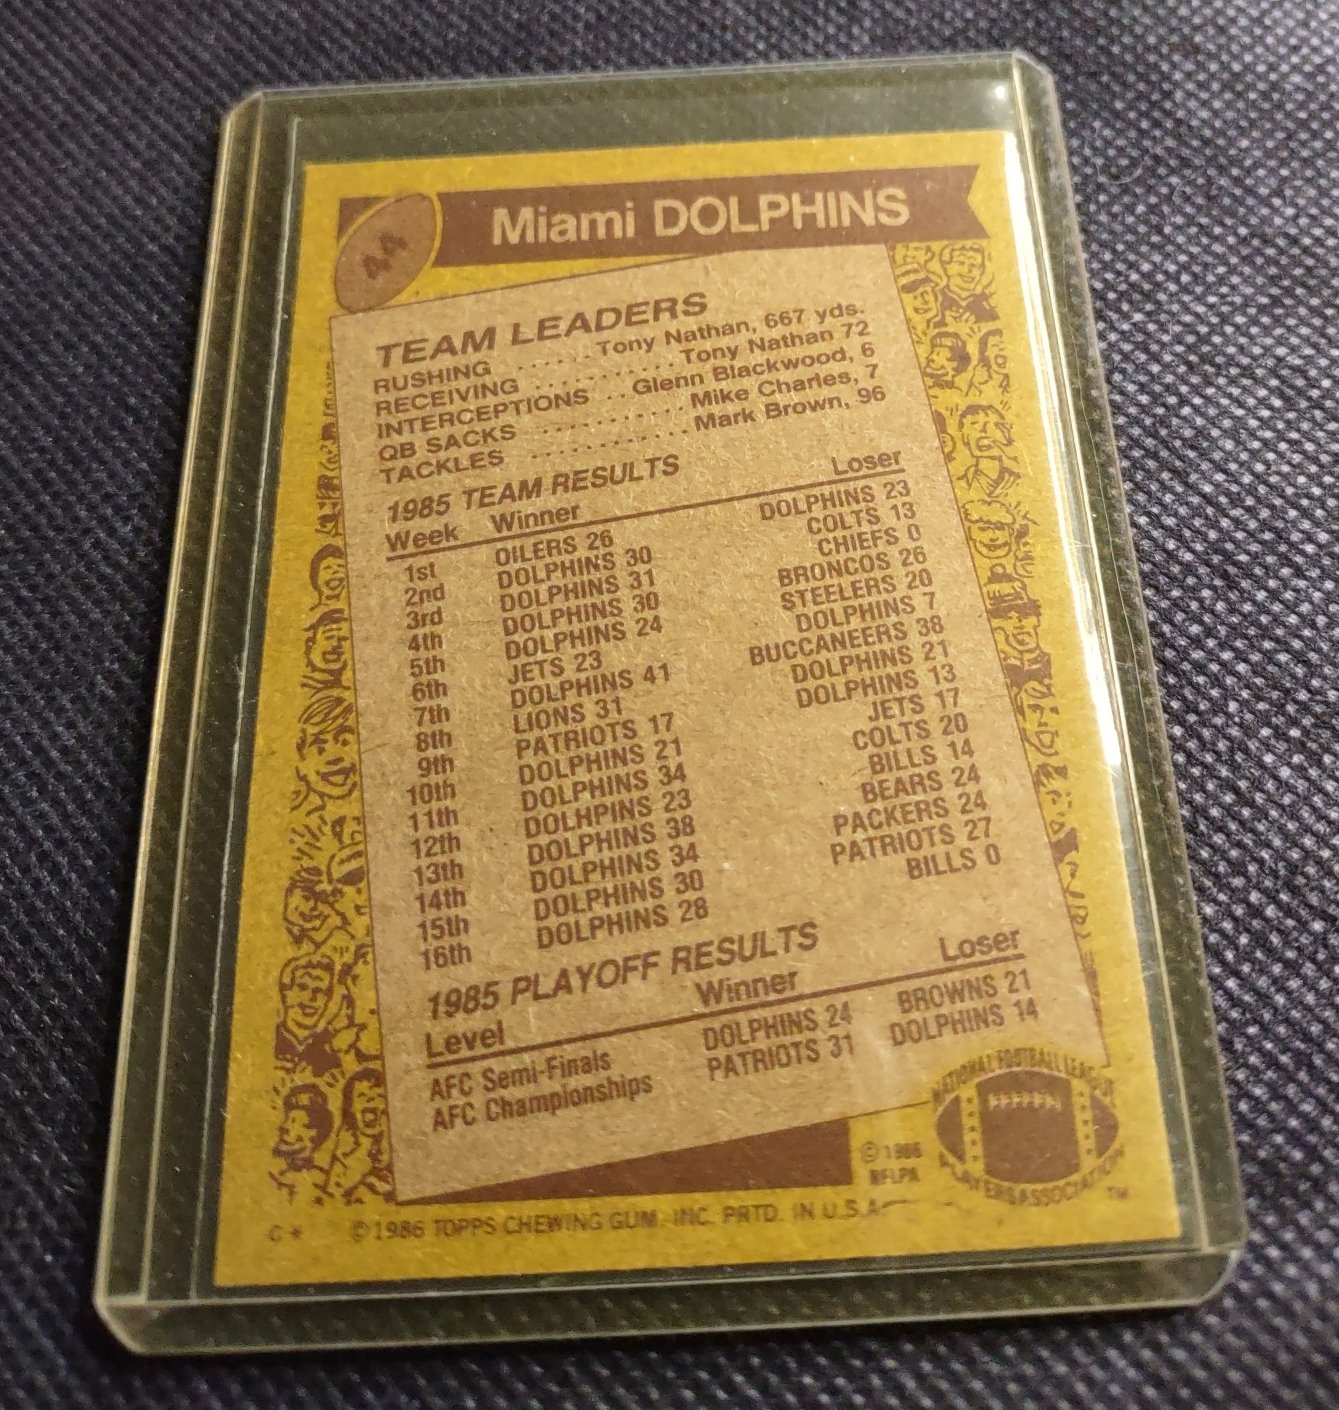 44
Miami DOLPHINS
TEAM LEADERS
RUSHING ...... Tony Nathan, 667 yds.
RECEIVING ............ Tony Nathan 72
INTERCEPTIONS .. Glenn Blackwood, 6
QB SACKS ........ Mike Charles, 7
TACKLES ............ Mark Brown, 96
1985 TEAM RESULTS
Week Winner Loser
1st OILERS 26 DOLPHINS 23
2nd DOLPHINS 30 COLTS 13
3rd DOLPHINS 31 CHIEFS 0
4th DOLPHINS 30 BRONCOS 26
5th DOLPHINS 24 STEELERS 20
6th JETS 23 DOLPHINS 7
7th DOLPHINS 41 BUCCANEERS 38
8th LIONS 31 DOLPHINS 21
9th PATRIOTS 17 DOLPHINS 13
10th DOLPHINS 21 JETS 17
11th DOLPHINS 34 COLTS 20
12th DOLHPINS 23 BILLS 14
13th DOLPHINS 38 BEARS 24
14th DOLPHINS 34 PACKERS 24
15th DOLPHINS 30 PATRIOTS 27
16th DOLPHINS 28 BILLS 0
1985 PLAYOFF RESULTS
Level Winner Loser
AFC Semi-Finals DOLPHINS 24 BROWNS 21
AFC Championships PATRIOTS 31 DOLPHINS 14
NATIONAL FOOTBALL LEAGUE
PLAYERS ASSOCIATION
TM
© 1986
NFLPA
C* ©1986 TOPPS CHEWING GUM, INC. PRTD. IN U.S.A.